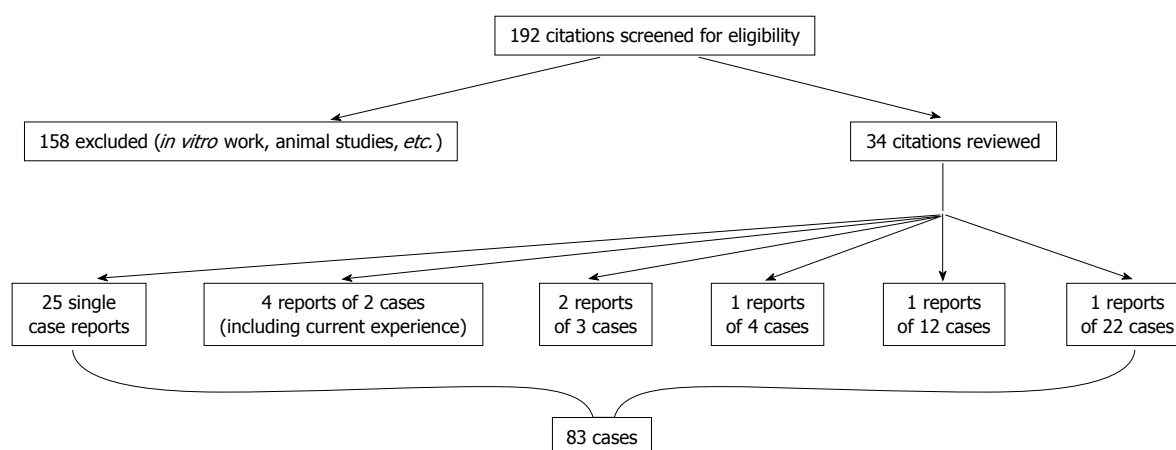 192 citations screened for eligibility
158 excluded (in vitro work, animal studies, etc.)
34 citations reviewed
25 single
case reports
4 reports of 2 cases
(including current experience)
2 reports
of 3 cases
1 reports
of 4 cases
1 reports
of 12 cases
1 reports
of 22 cases
83 cases